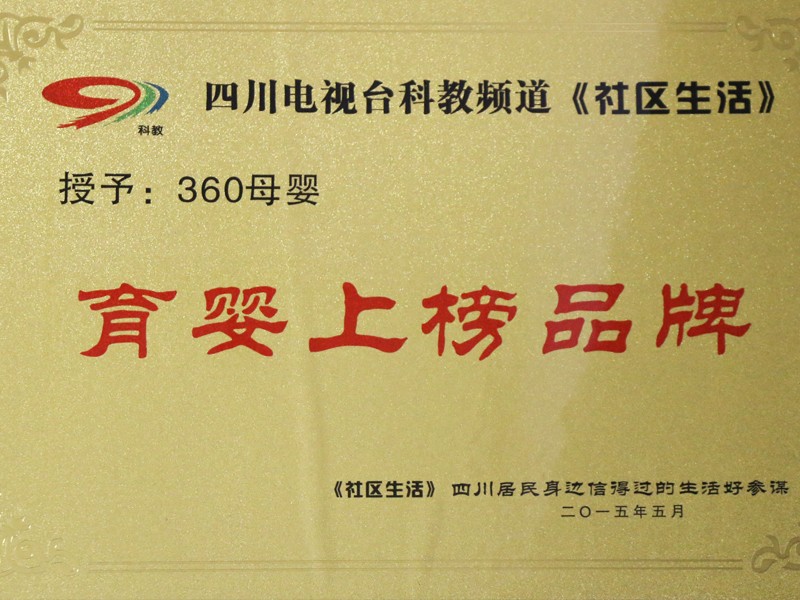 四川电视台科教频道《社区生活》
科教
授予：360母婴
育婴上榜品牌
《社区生活》四川居民身边信得过的生活好参谋
二〇一五年五月